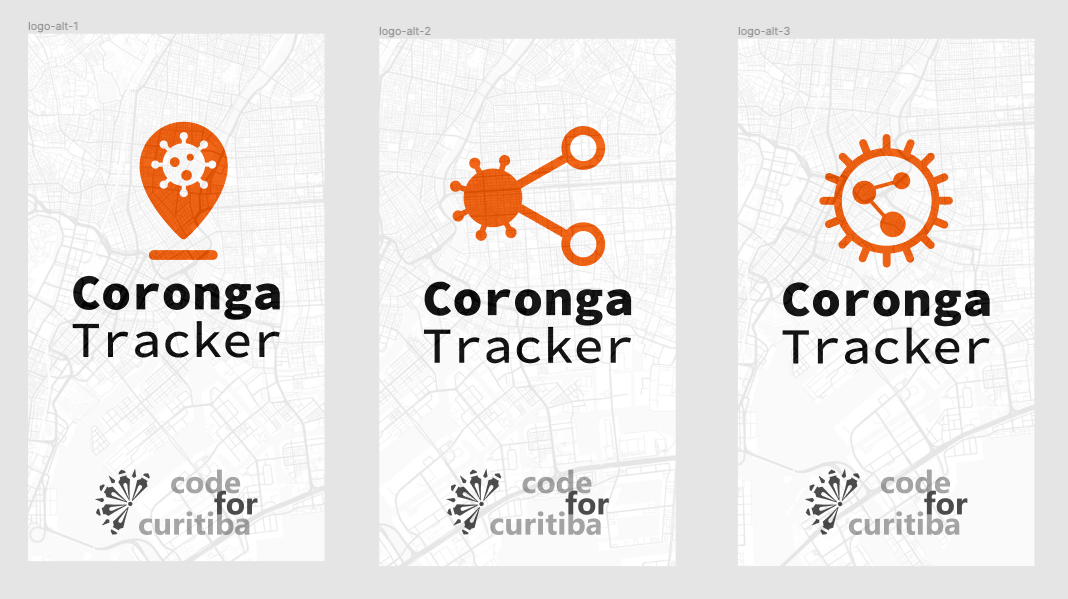 logo-alt-1
Coronga
Tracker
code
for
curitiba
logo-alt-2
Coronga
Tracker
code
for
curitiba
logo-alt-3
Coronga
Tracker
code
for
curitiba